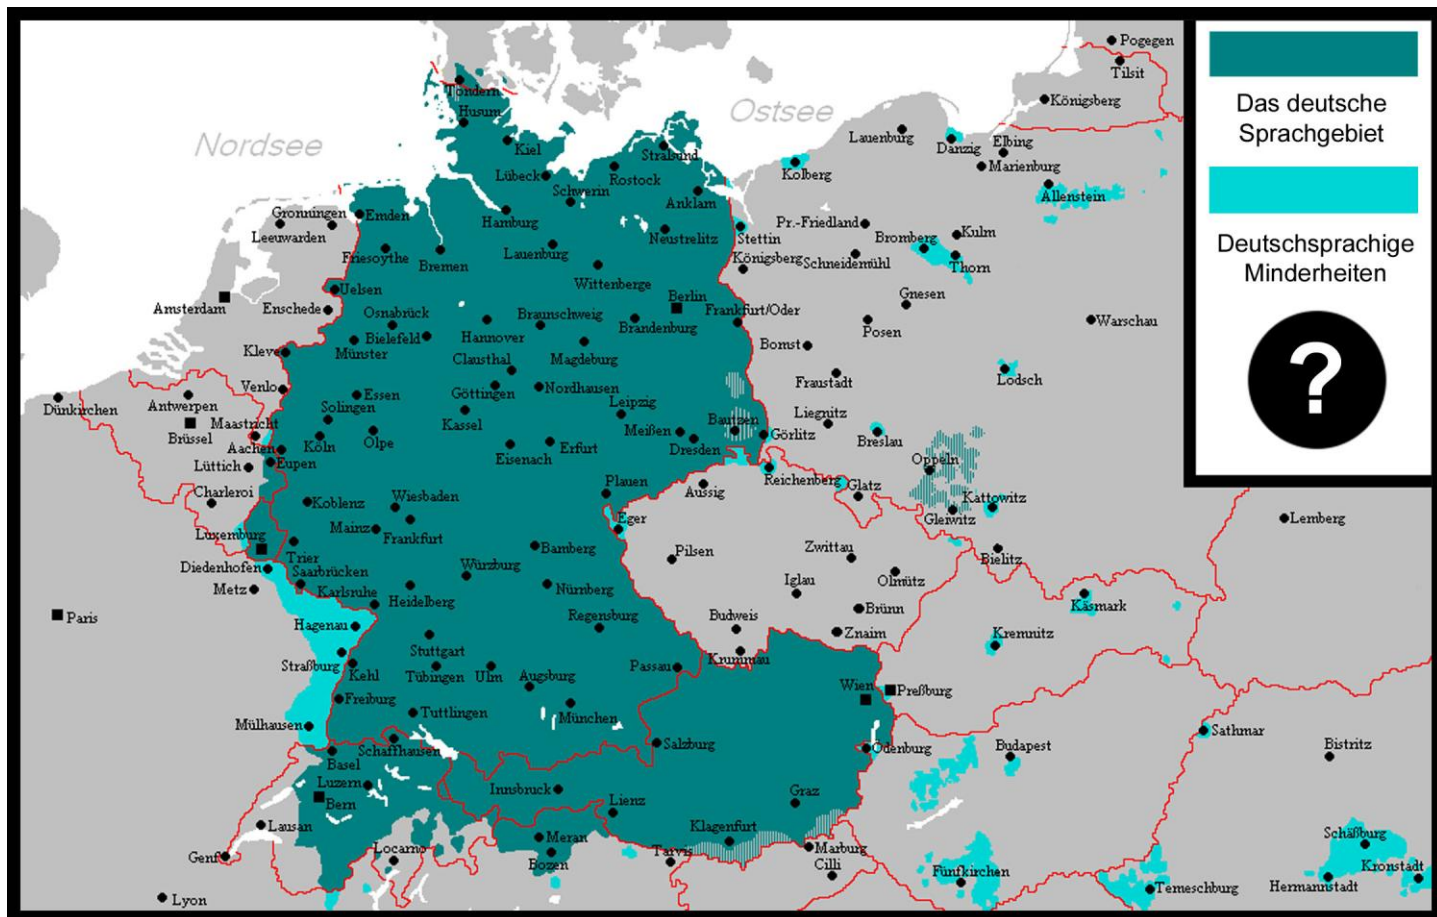 Nordsee
Ostsee
Das deutsche
Sprachgebiet
Deutschsprachige
Minderheiten
?
Pogegen
Tilsit
Königsberg
Tondern
Husum
Kiel
Lübeck
Schwerin
Rostock
Stralsund
Anklam
Hamburg
Neustrelitz
Lauenburg
Danzig
Elbing
Marienburg
Kolberg
Allenstein
Gronningen
Leeuwarden
Emden
Friesoythe
Bremen
Lauenburg
Wittenberge
Stettin
Königsberg
Pr.-Friedland
Schneidemühl
Bromberg
Kulm
Thorn
Amsterdam
Enschede
Uelsen
Osnabrück
Bielefeld
Münster
Hannover
Braunschweig
Magdeburg
Brandenburg
Berlin
Frankfurt/Oder
Gnesen
Posen
Warschau
Bomst
Kleve
Clausthal
Göttingen
Nordhausen
Venlo
Essen
Solingen
Kassel
Leipzig
Fraustadt
Lodsch
Liegnitz
Dünkirchen
Antwerpen
Brüssel
Maastricht
Aachen
Köln
Olpe
Eisenach
Erfurt
Meißen
Dresden
Bautzen
Görlitz
Breslau
Oppeln
Lüttich
Eupen
Charleroi
Koblenz
Wiesbaden
Mainz
Frankfurt
Plauen
Aussig
Reichenberg
Glatz
Kattowitz
Gleiwitz
Eger
Lemberg
Luxemburg
Trier
Bamberg
Pilsen
Zwittau
Bielitz
Diedenhofen
Saarbrücken
Metz
Karlsruhe
Heidelberg
Würzburg
Nürnberg
Iglau
Olmütz
Käsmark
Paris
Hagenau
Regensburg
Budweis
Brünn
Znaim
Kremnitz
Stuttgart
Straßburg
Kehl
Tübingen
Ulm
Augsburg
Passau
Krummau
Wien
Preßburg
Freiburg
Tuttlingen
München
Mülhausen
Schaffhausen
Basel
Salzburg
Ödenburg
Budapest
Sathmar
Bistritz
Luzern
Bern
Innsbruck
Lienz
Graz
Lausan
Klagenfurt
Genf
Locarno
Meran
Bozen
Tarvis
Marburg
Cilli
Fünfkirchen
Temeschburg
Schäßburg
Hermannstadt
Kronstadt
Lyon